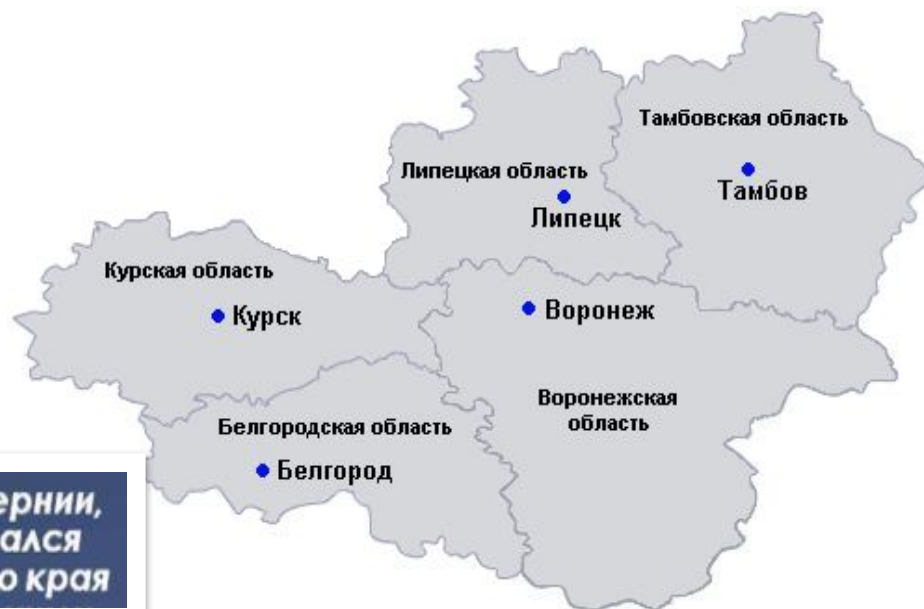 Тамбовская область
Тамбов
Липецкая область
Липецк
Курская область
Курск
Воронеж
Воронежская
область
Белгородская область
Белгород
ернии,
ался
о края